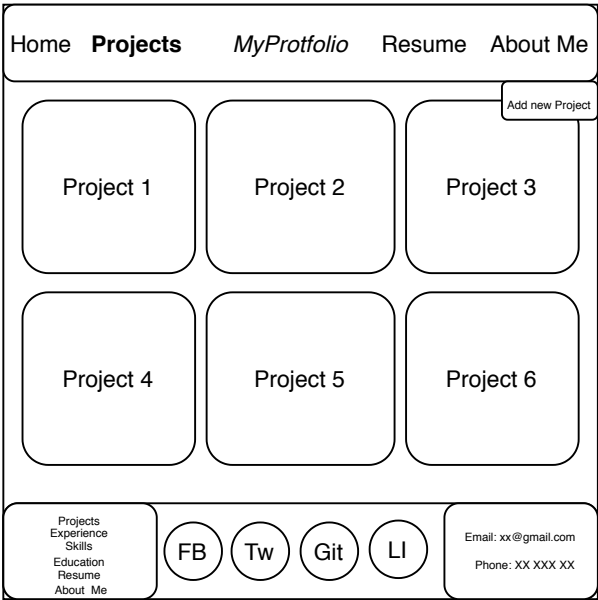 Home Projects MyProtfolio Resume About Me
Add new Project
Project 1 Project 2 Project 3
Project 4 Project 5 Project 6
Projects
Experience
Skills
Education
Resume
About Me
FB Tw Git LI
Email: xx@gmail.com
Phone: XX XXX XX